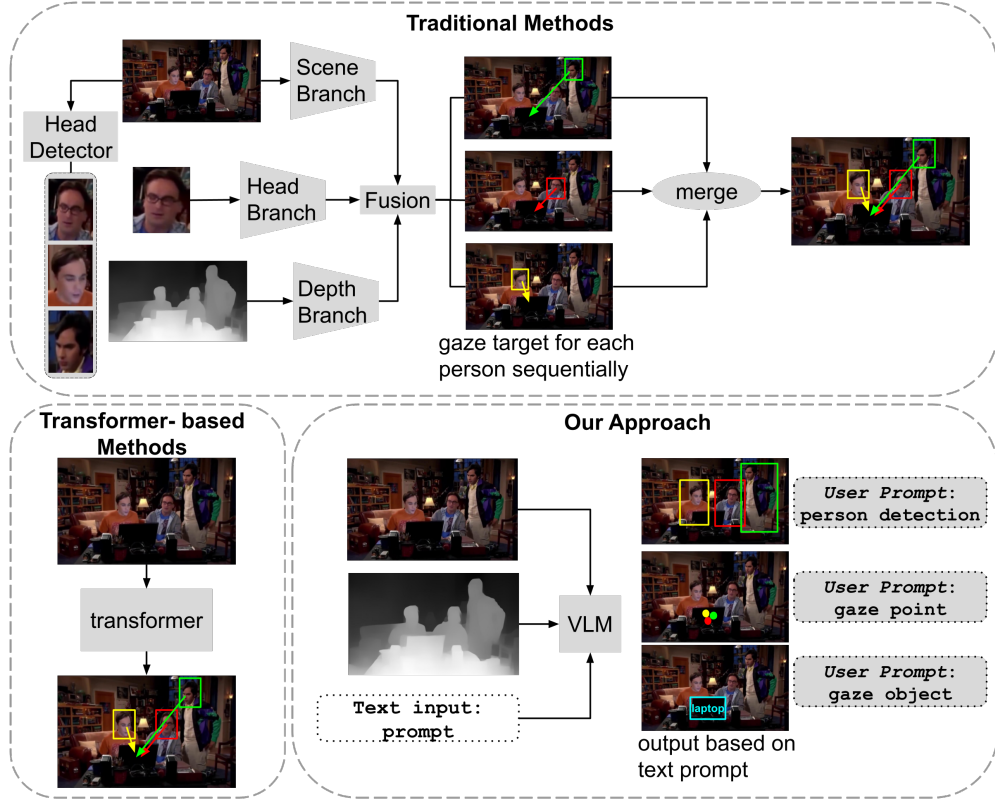 Traditional Methods
Scene
Branch
Head
Detector
Head
Branch
Fusion
merge
Depth
Branch
gaze target for each
person sequentially
Transformer- based
Methods
transformer
Our Approach
VLM
Text input:
prompt
User Prompt:
person detection
User Prompt:
gaze point
User Prompt:
gaze object
laptop
output based on
text prompt